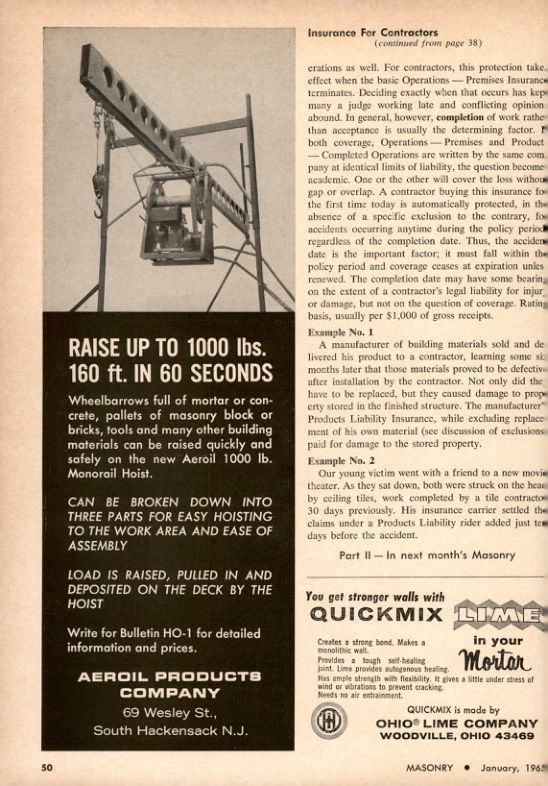 RAISE UP TO 1000 lbs.
160 ft. IN 60 SECONDS
Wheelbarrows full of mortar or con-
crete, pallets of masonry block or
bricks, tools and many other building
materials can be raised quickly and
safely on the new Aeroil 1000 lb.
Monorail Hoist.
CAN BE BROKEN DOWN INTO
THREE PARTS FOR EASY HOISTING
TO THE WORK AREA AND EASE OF
ASSEMBLY
LOAD IS RAISED, PULLED IN AND
DEPOSITED ON THE DECK BY THE
HOIST
Write for Bulletin HO-1 for detailed
information and prices.
AEROIL PRODUCTS
COMPANY
69 Wesley St.,
South Hackensack N.J.
Insurance For Contractors
(continued from page 38)
erations as well. For contractors, this protection take
effect when the basic Operations — Premises Insuranc
terminates. Deciding exactly when that occurs has kep
many a judge working late and conflicting opinion
abound. In general, however, completion of work rathe
than acceptance is usually the determining factor. I
both coverage, Operations — Premises and Product
— Completed Operations are written by the same com
pany at identical limits of liability, the question become
academic. One or the other will cover the loss withou
gap or overlap. A contractor buying this insurance fo
the first time today is automatically protected, in the
absence of a specific exclusion to the contrary, fo
accidents occurring anytime during the policy period
regardless of the completion date. Thus, the acciden
date is the important factor; it must fall within th
policy period and coverage ceases at expiration unles
renewed. The completion date may have some bearin
on the extent of a contractor's legal liability for injur
or damage, but not on the question of coverage. Rating
basis, usually per $1,000 of gross receipts.
Example No. 1
A manufacturer of building materials sold and de
livered his product to a contractor, learning some si
months later that those materials proved to be defectiv
after installation by the contractor. Not only did the
have to be replaced, but they caused damage to prop
erty stored in the finished structure. The manufacturer'
Products Liability Insurance, while excluding replace
ment of his own material (see discussion of exclusions
paid for damage to the stored property.
Example No. 2
Our young victim went with a friend to a new movie
theater. As they sat down, both were struck on the head
by ceiling tiles, work completed by a tile contracto
30 days previously. His insurance carrier settled the
claims under a Products Liability rider added just te
days before the accident.
Part II — In next month's Masonry
You get stronger walls with
QUICKMIX LIME
in your
Mortar
Creates a strong bond. Makes a
monolithic wall.
Provides a tough self-healing
joint. Lime provides autogenous healing.
Has ample strength with flexibility. It gives a little under stress of
wind or vibrations to prevent cracking.
Needs no air entrainment.
QUICKMIX is made by
OHIO® LIME COMPANY
WOODVILLE, OHIO 43469
50
MASONRY • January, 196